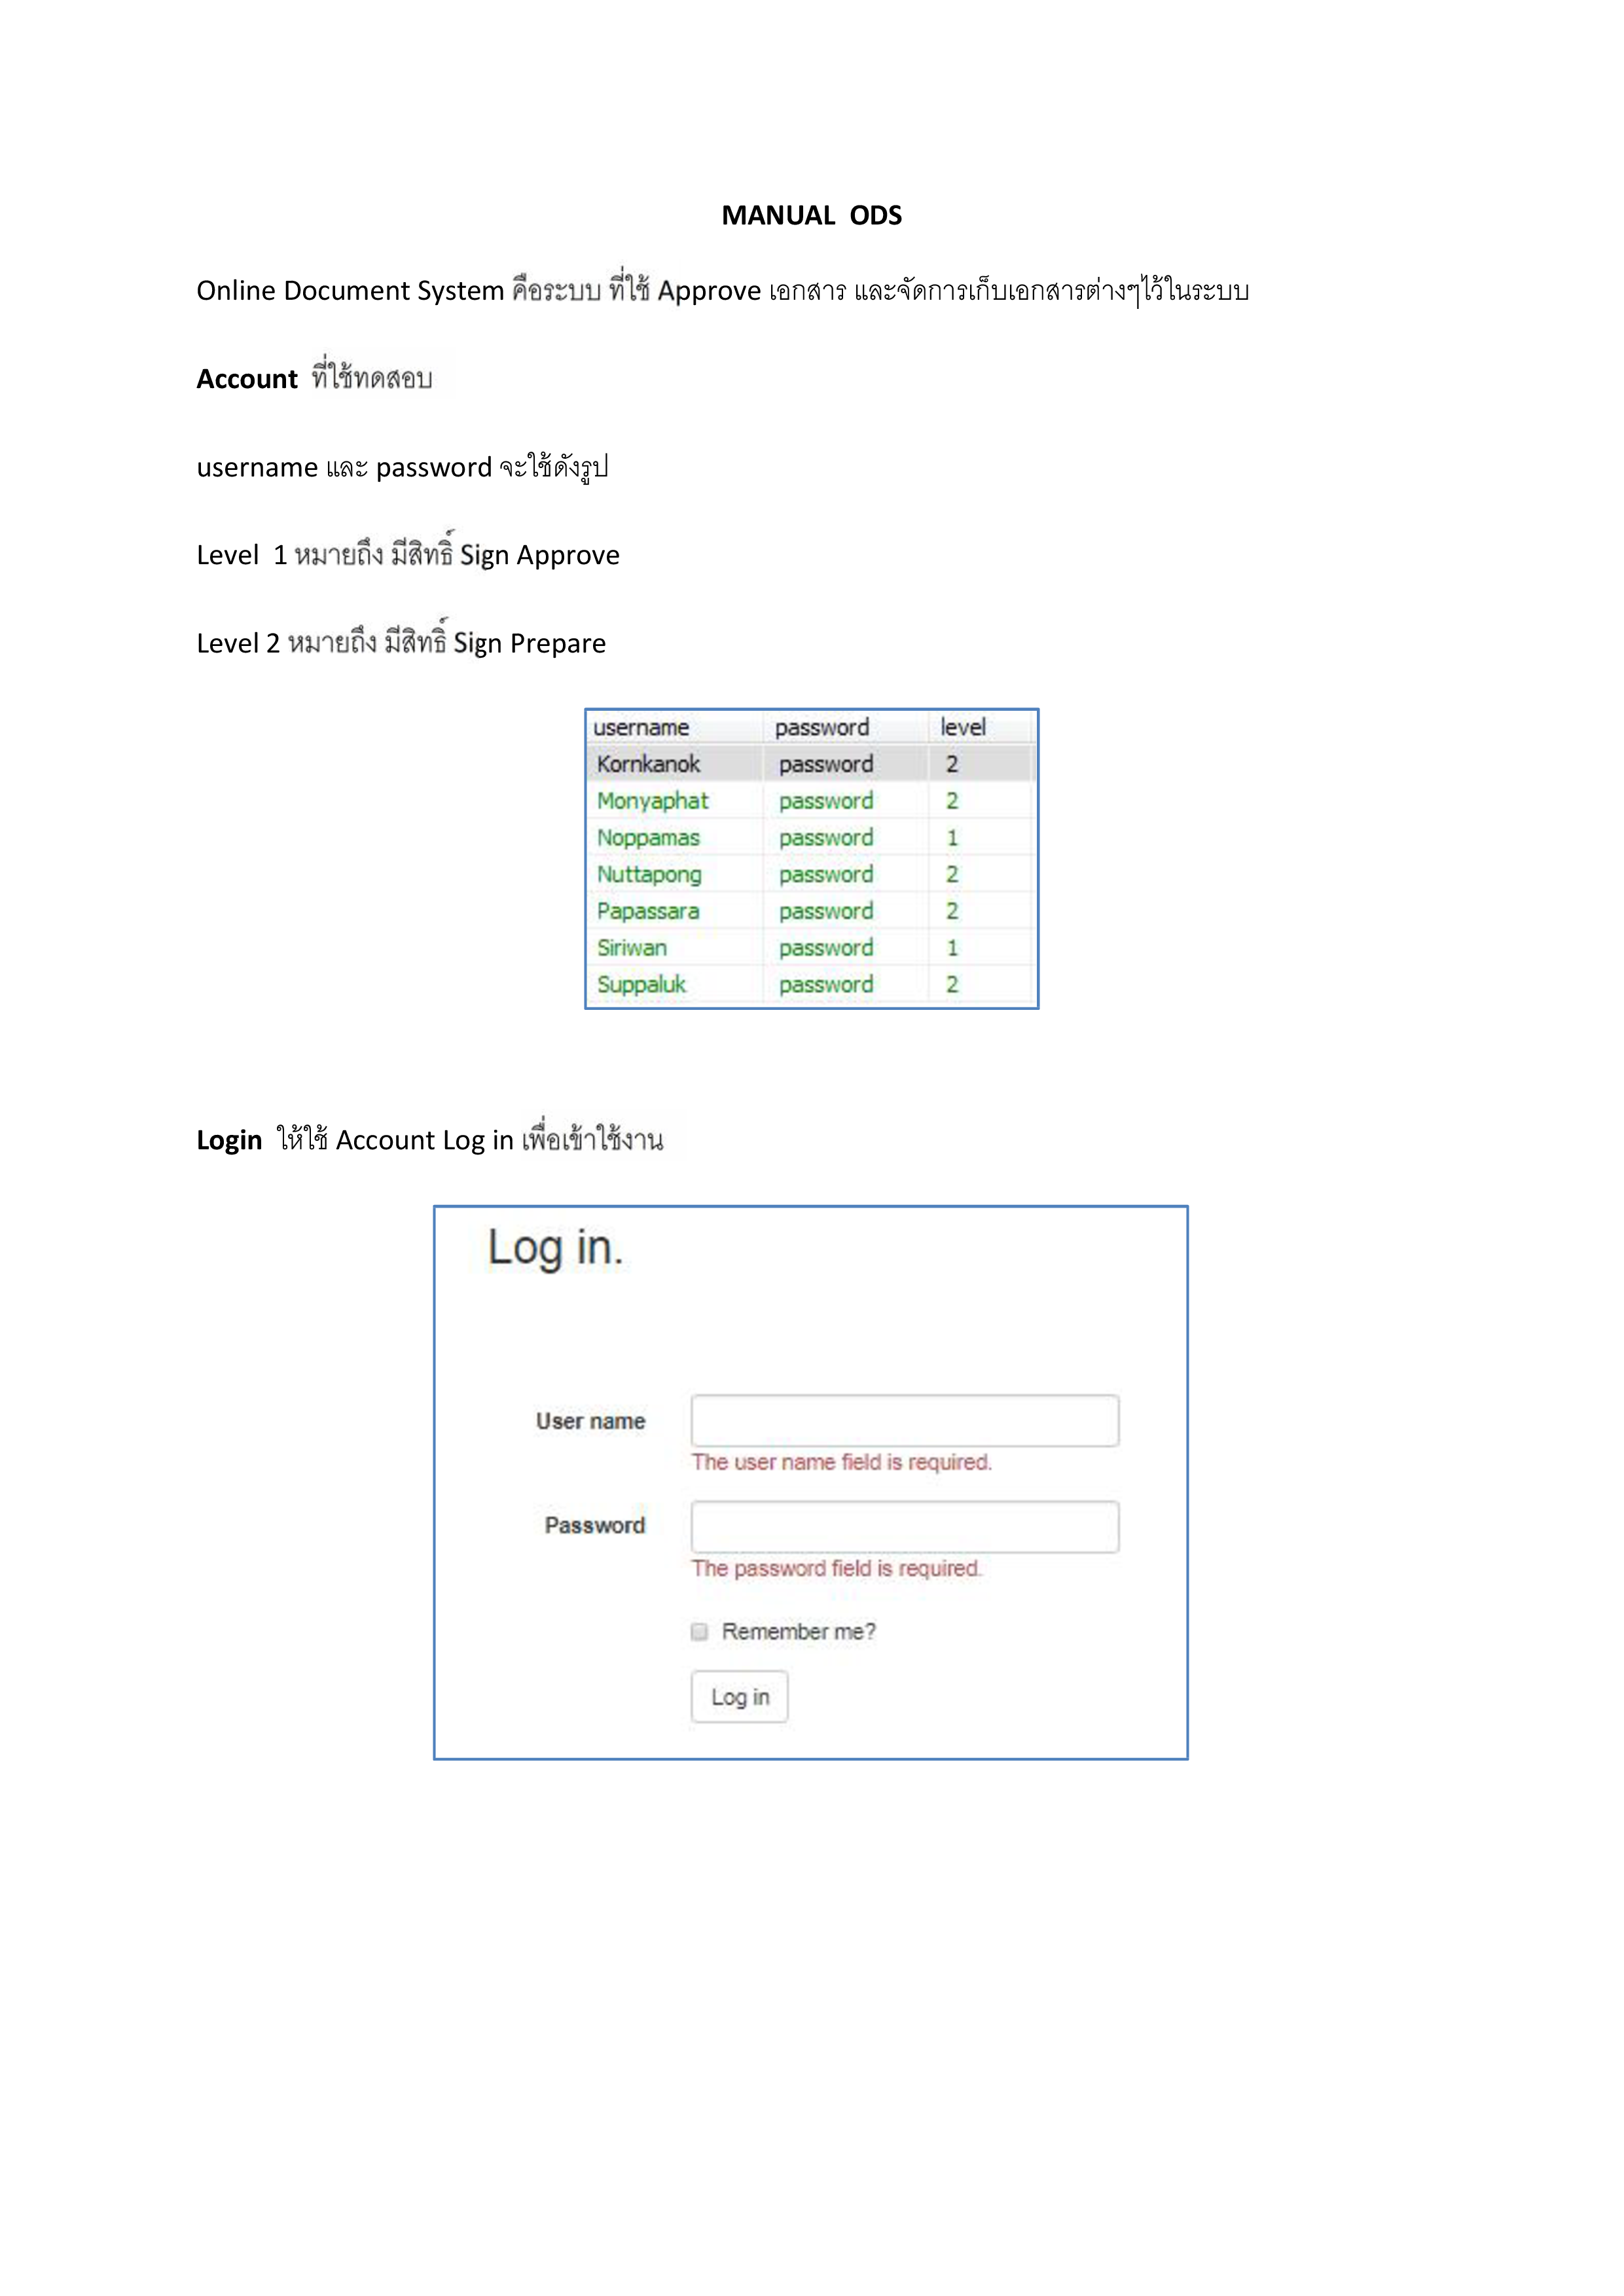 MANUAL  ODS
Online Document System คือระบบ ที่ใช้ Approve เอกสาร และจัดการเก็บเอกสารต่างๆไว้ในระบบ
Account  ที่ใช้ทดสอบ
username และ password จะใช้ดังรูป
Level  1 หมายถึง มีสิทธิ์ Sign Approve
Level 2 หมายถึง มีสิทธิ์ Sign Prepare
username password level
Kornkanok password 2
Monyaphat password 2
Noppamas password 1
Nuttapong password 2
Papassara password 2
Siriwan password 1
Suppaluk password 2
Login  ให้ใช้ Account Log in เพื่อเข้าใช้งาน
Log in.
User name
The user name field is required.
Password
The password field is required.
Remember me?
Log in